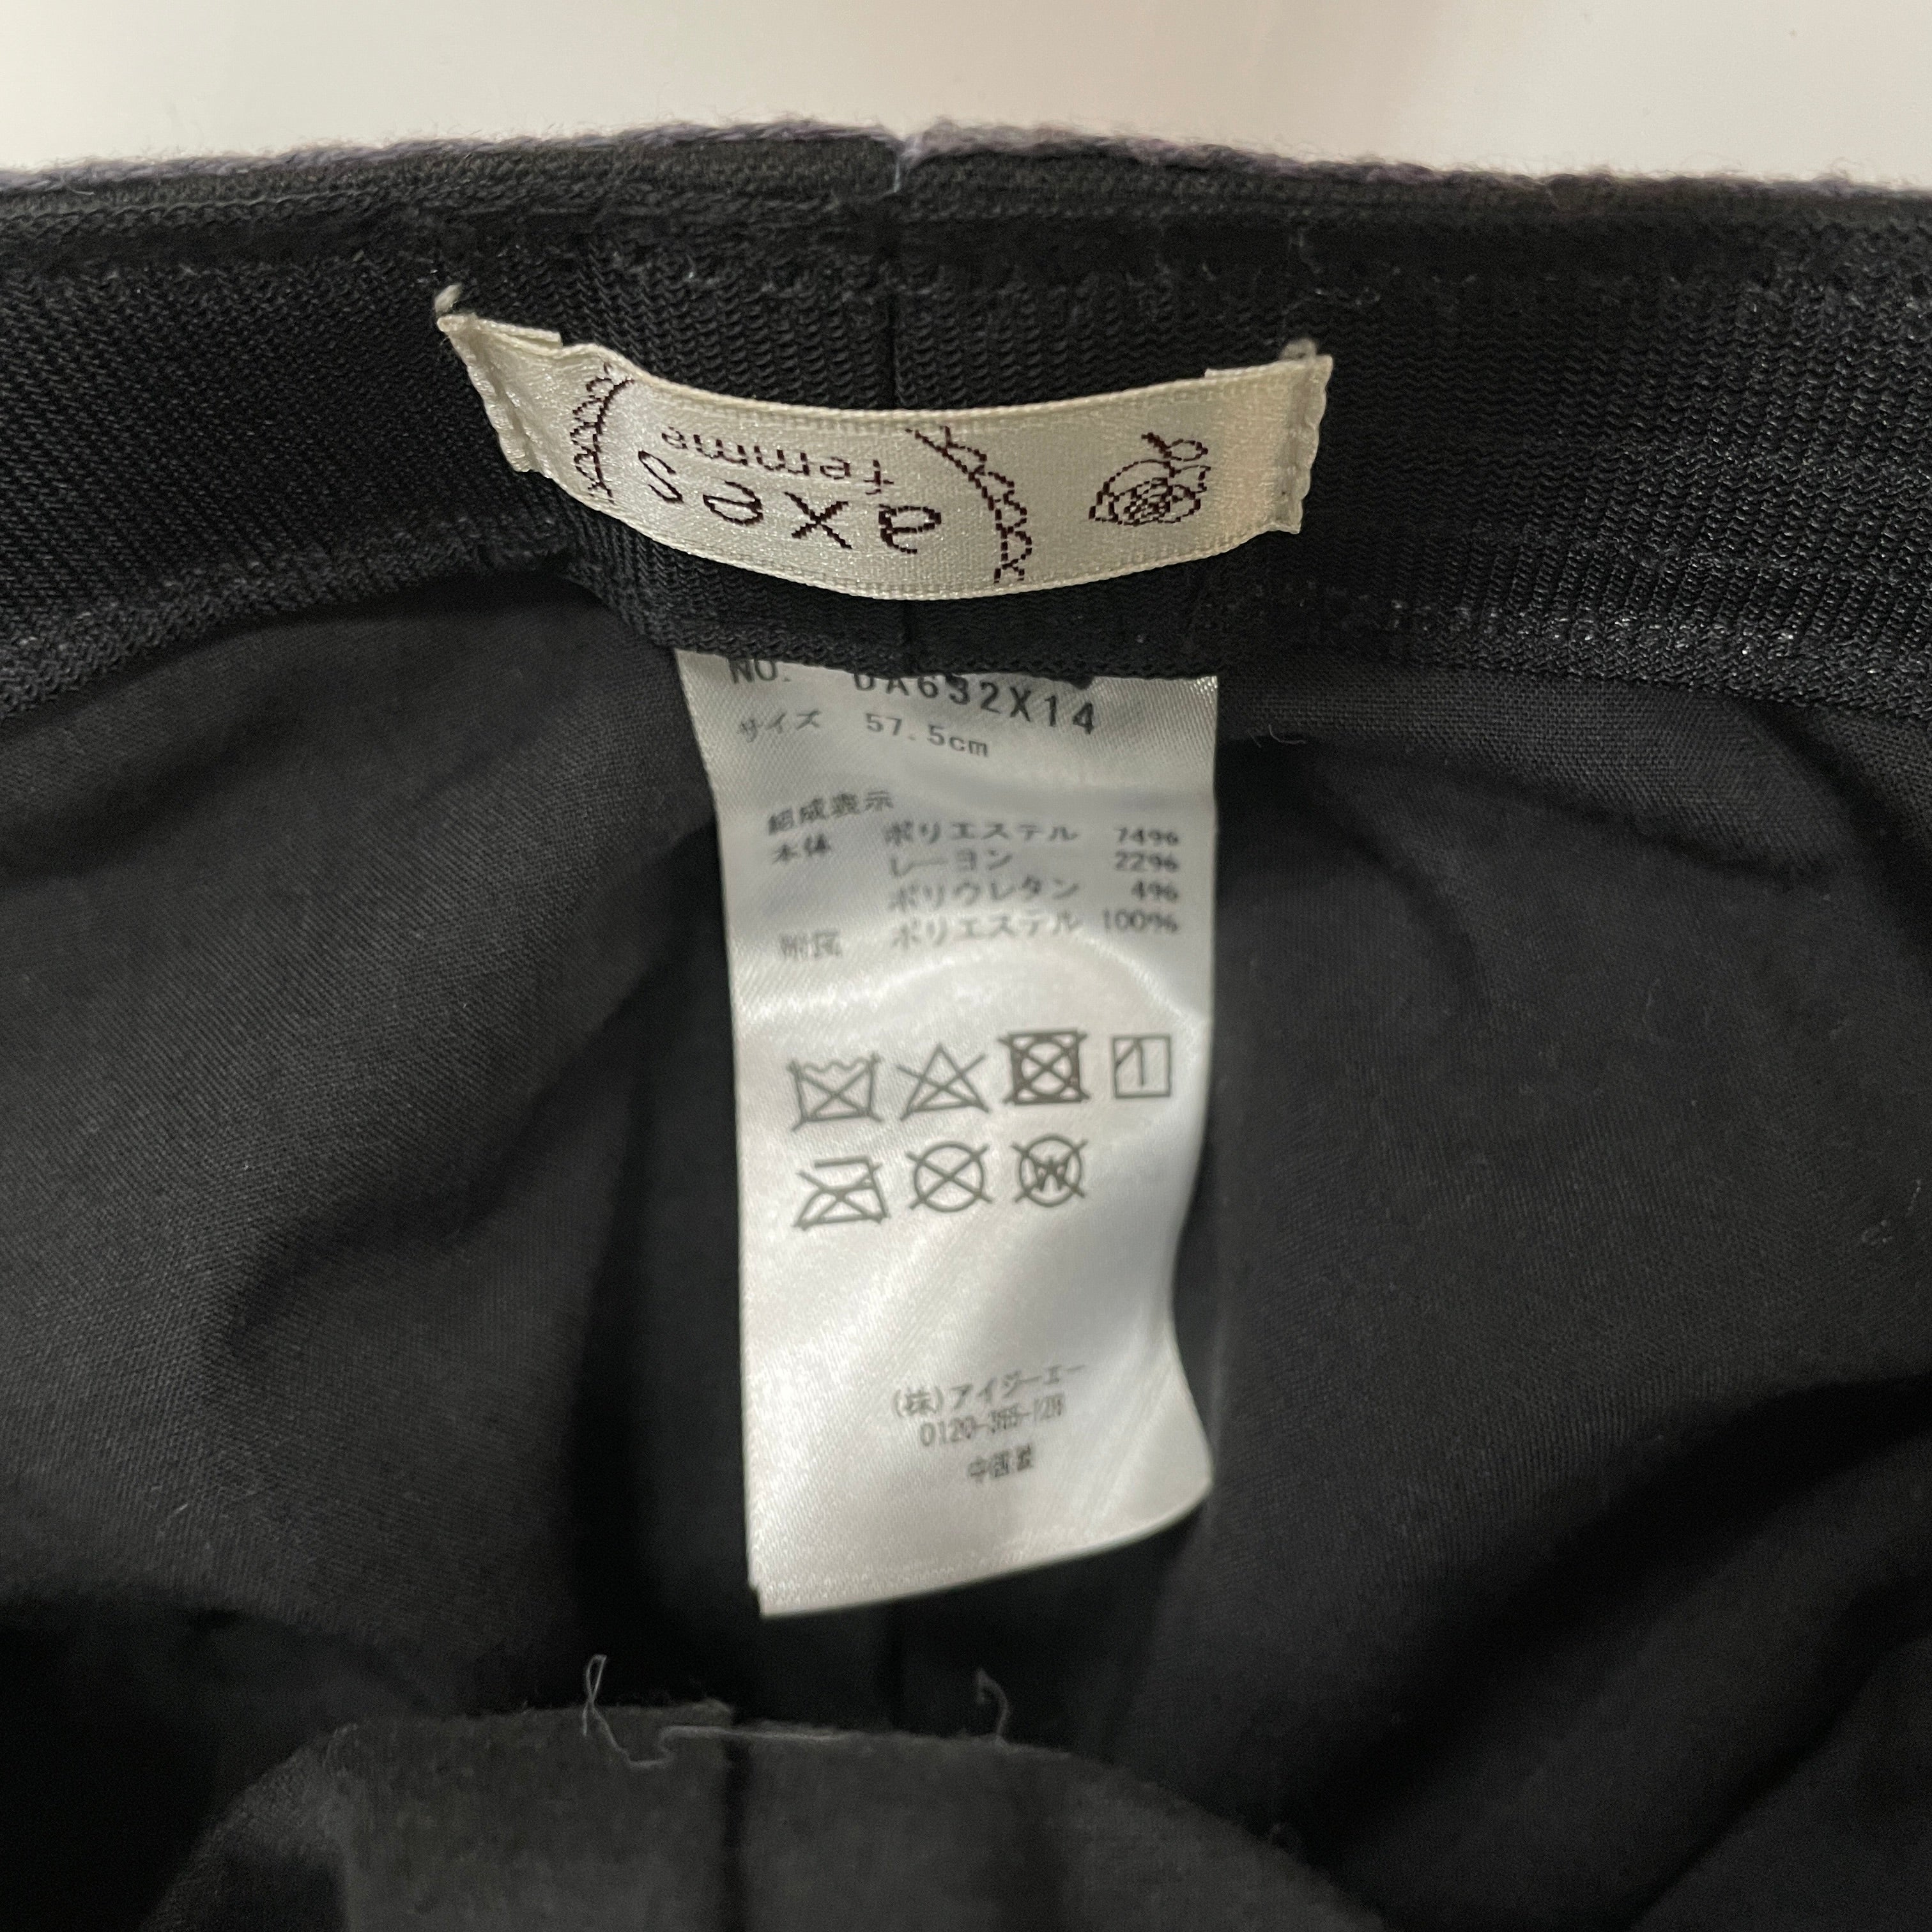 axes
femme
NO. DA632X14
サイズ 57.5cm
組成表示
本体 ポリエステル 74%
レーヨン 22%
ポリウレタン 4%
附属 ポリエステル 100%
(株)アイジーエー
中国製